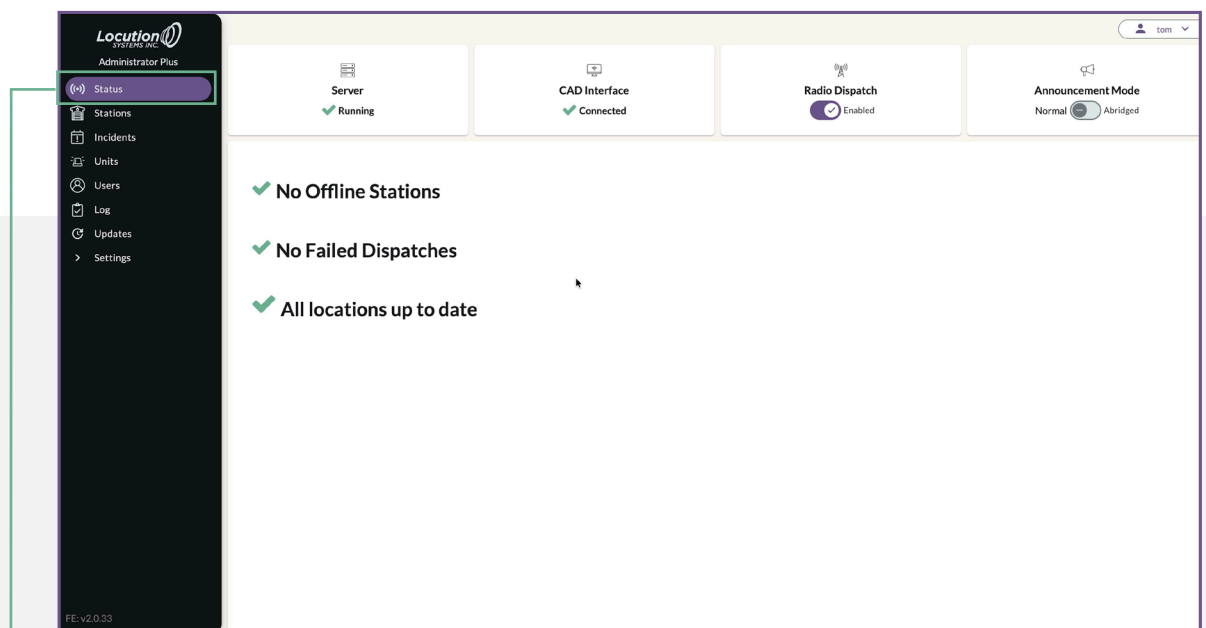 Locution
SYSTEMS INC.
Administrator Plus
Status
Stations
Incidents
Units
Users
Log
Updates
Settings
FE: v2.0.33
tom
Server
Running
CAD Interface
Connected
Radio Dispatch
Enabled
Announcement Mode
Normal Abridged
No Offline Stations
No Failed Dispatches
All locations up to date